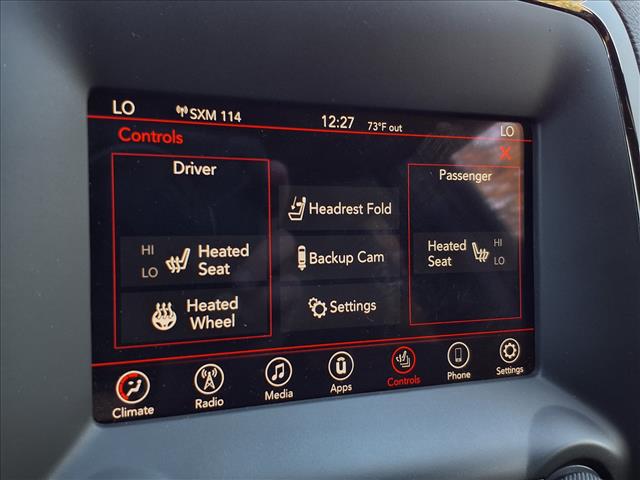 LO SXM 114 12:27 73°F out LO
Controls X
Driver
HI
LO
Heated
Seat
Heated
Wheel
Headrest Fold
Backup Cam
Settings
Passenger
Heated
Seat
HI
LO
Climate Radio Media Apps Controls Phone Settings